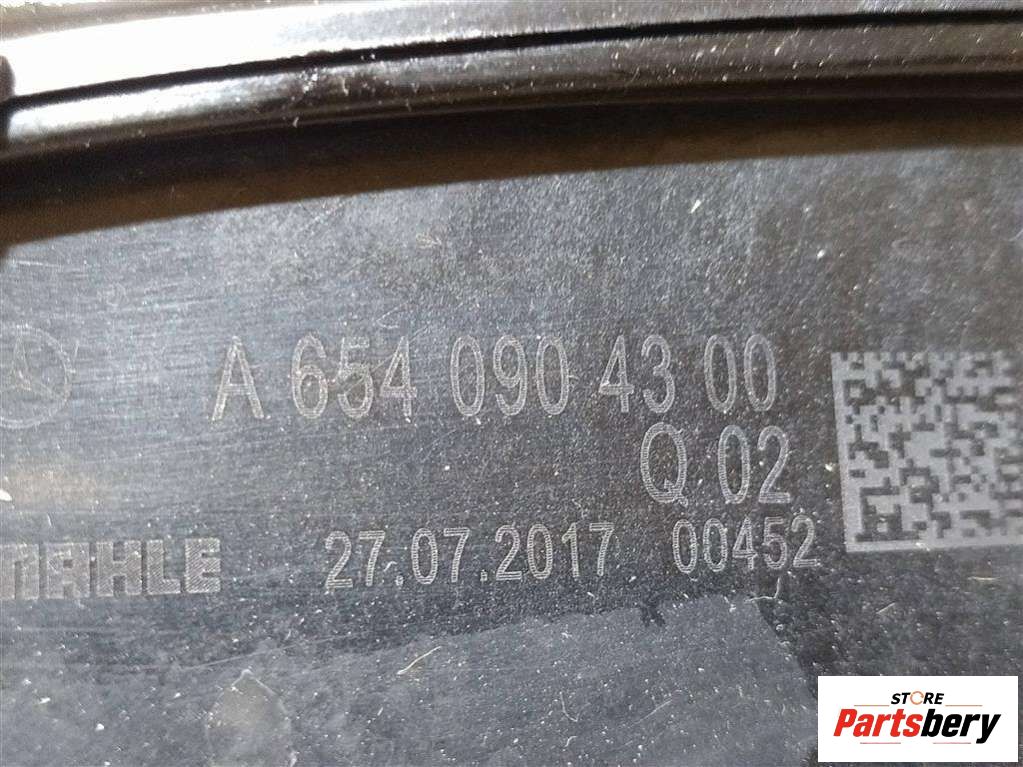 A 654 090 43 00
Q 02
MAHLE 27.07.2017 00452
STORE
Partsbery